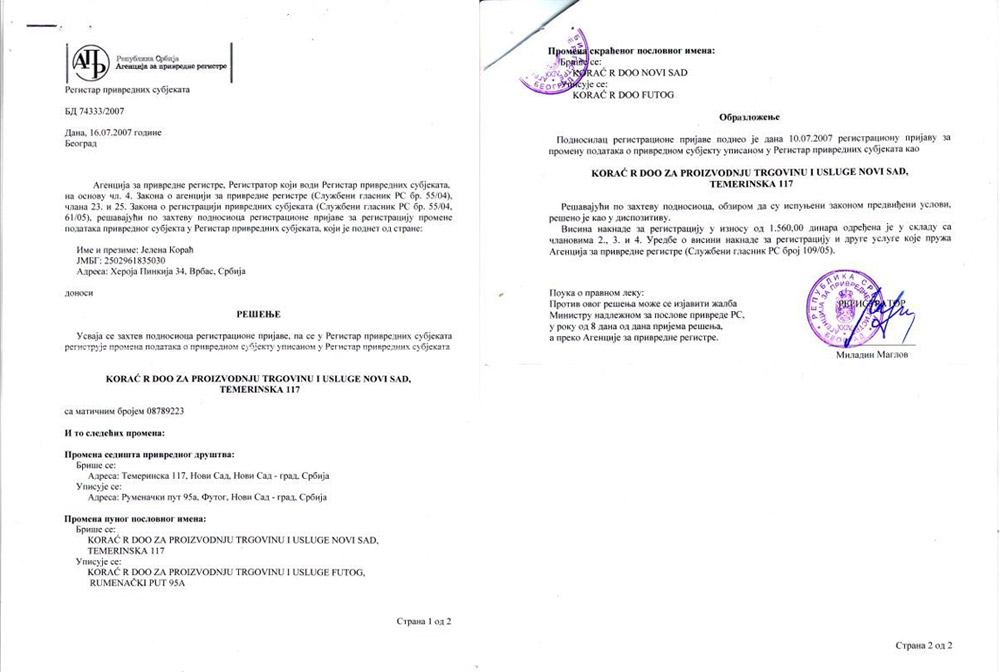 АПР
Република Србија
Агенција за привредне регистре
Регистар привредних субјеката
БД 74333/2007
Дана, 16.07.2007 године
Београд
Агенција за привредне регистре, Регистратор који води Регистар привредних субјеката,
на основу чл. 4. Закона о агенцији за привредне регистре (Службени гласник РС бр. 55/04),
члана 23. и 25. Закона о регистрацији привредних субјеката (Службени гласник РС бр. 55/04,
61/05), решавајући по захтеву подносиоца регистрационе пријаве за регистрацију промене
података привредног субјекта у Регистар привредних субјеката, који је поднет од стране:
Име и презиме: Јелена Кораћ
ЈМБГ: 2502961835030
Адреса: Хероја Пинкија 34, Врбас, Србија
доноси
РЕШЕЊЕ
Усваја се захтев подносиоца регистрационе пријаве, па се у Регистар привредних субјеката
региструје промена података о привредном субјекту уписаном у Регистар привредних субјеката
KORAĆ R DOO ZA PROIZVODNJU TRGOVINU I USLUGE NOVI SAD,
TEMERINSKA 117
са матичним бројем 08789223
И то следећих промена:
Промена седишта привредног друштва:
Брише се:
Адреса: Темеринска 117, Нови Сад, Нови Сад - град, Србија
Уписује се:
Адреса: Руменачки пут 95а, Футог, Нови Сад - град, Србија
Промена пуног пословног имена:
Брише се:
KORAĆ R DOO ZA PROIZVODNJU TRGOVINU I USLUGE NOVI SAD,
TEMERINSKA 117
Уписује се:
KORAĆ R DOO ZA PROIZVODNJU TRGOVINU I USLUGE FUTOG,
RUMENAČKI PUT 95A
Страна 1 од 2
Промена скраћеног пословног имена:
Брише се:
KORAĆ R DOO NOVI SAD
Уписује се:
KORAĆ R DOO FUTOG
Образложење
Подносилац регистрационе пријаве поднео је дана 10.07.2007 регистрациону пријаву за
промену података о привредном субјекту уписаном у Регистар привредних субјеката као
KORAĆ R DOO ZA PROIZVODNJU TRGOVINU I USLUGE NOVI SAD,
TEMERINSKA 117
Решавајући по захтеву подносиоца, обзиром да су испуњени законом предвиђени услови,
решено је као у диспозитиву.
Висина накнаде за регистрацију у износу од 1.560,00 динара одређена је у складу са
члановима 2., 3. и 4. Уредбе о висини накнаде за регистрацију и друге услуге које пружа
Агенција за привредне регистре (Службени гласник РС број 109/05).
Поука о правном леку:
Против овог решења може се изјавити жалба
Министру надлежном за послове привреде РС,
у року од 8 дана од дана пријема решења,
а преко Агенције за привредне регистре.
РЕГИСТРАТОР
Миладин Маглов
Страна 2 од 2